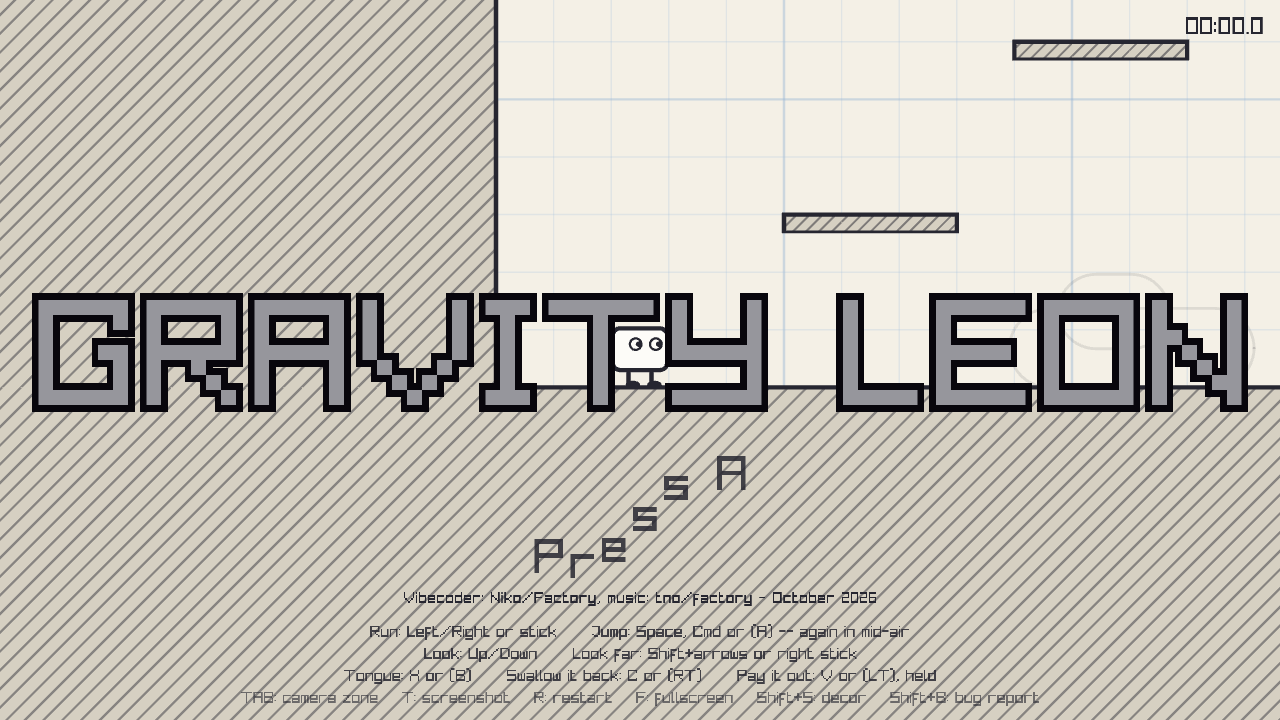 00:00.0
GRAVITY LEON
Press A
Vibecoder: Niko/Factory, music: tno/factory - October 2026
Run: Left/Right or stick Jump: Space, Cmd or (A) -- again in mid-air
Look: Up/Down Look far: Shift+arrows or right stick
Tongue: X or (B) Swallow it back: C or (RT) Pay it out: V or (LT), held
TAB: camera zone T: screenshot R: restart F: fullscreen Shift+S: decor Shift+B: bug report